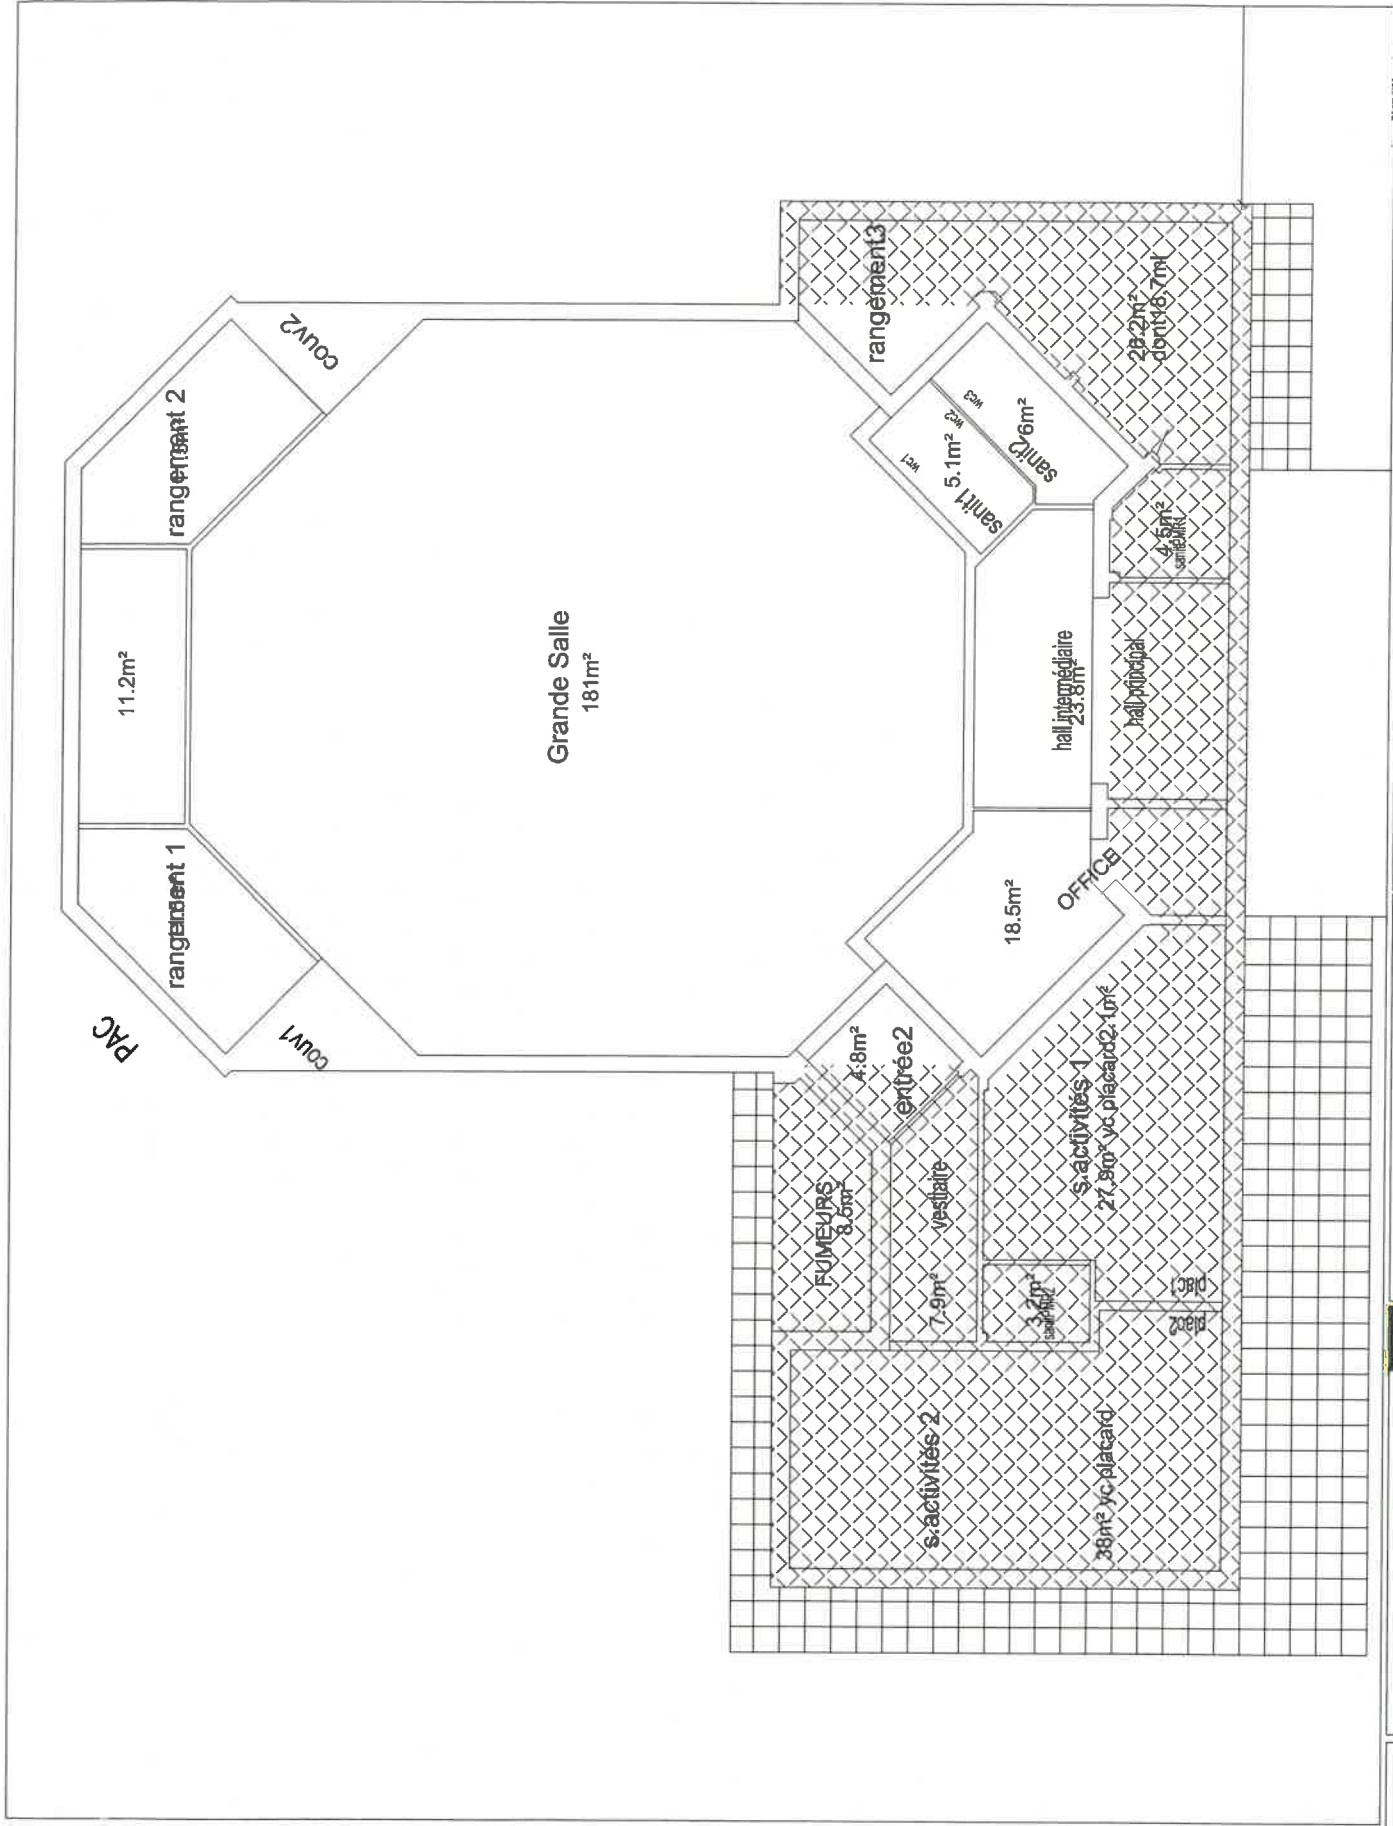 PAC
couv1
rangement 1
11.2m²
rangement 2
couv2
Grande Salle
181m²
FUMEURS
8.5m²
4.8m²
entrée2
vestiaire
7.9m²
s.activités 2
38m² yc placard
3.2m²
s.activités 1
27.9m² yc placard2.1m²
plac1
plac2
18.5m²
OFFICE
hall intermédiaire
23.8m²
hall principal
sanit1
5.1m²
wc1
wc2
wc3
sanit2
6m²
4.5m²
rangement3
26.2m²
dont18.7ml